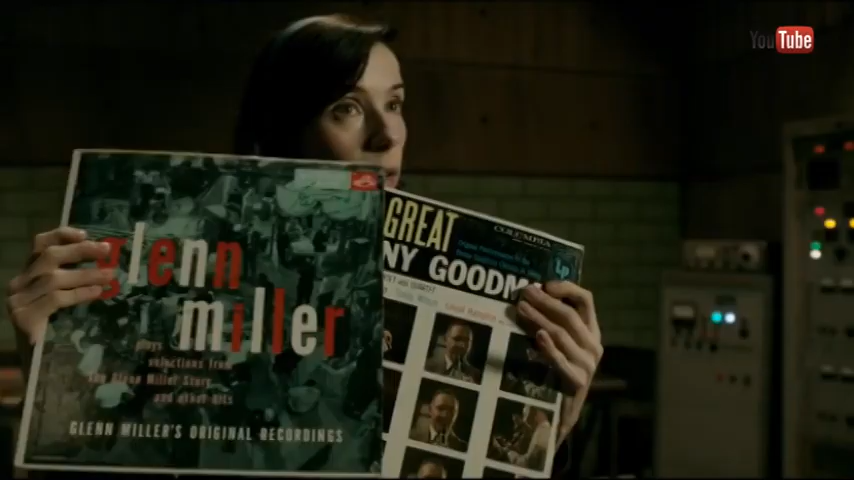 YouTube
glenn
miller
plays
selections from
the Glenn Miller Story
and other hits
GLENN MILLER'S ORIGINAL RECORDINGS
GREAT
COLUMBIA
Lp
NY GOODM